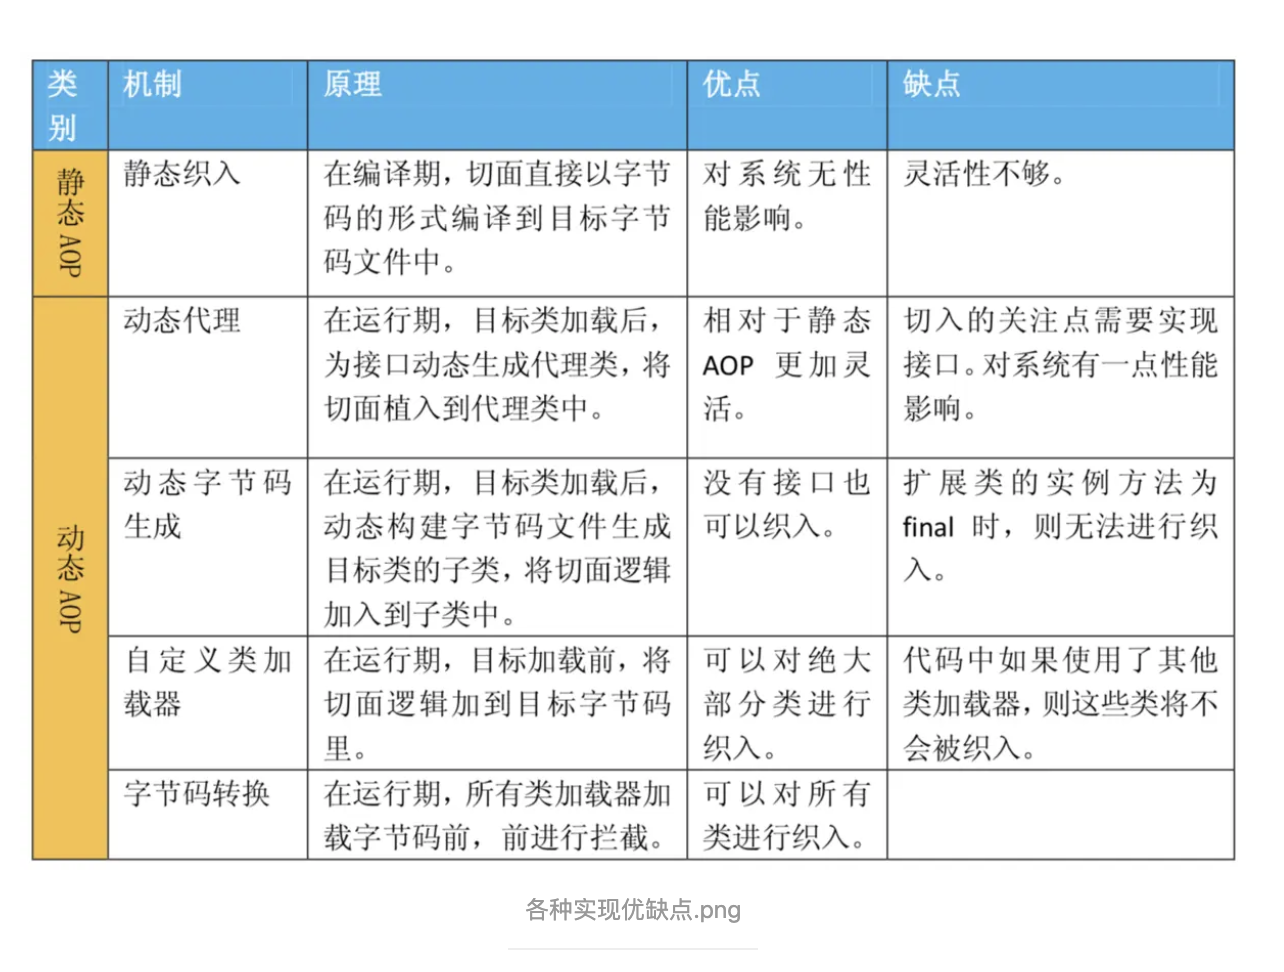 类别
机制
原理
优点
缺点
静态 AOP
静态织入
在编译期，切面直接以字节
码的形式编译到目标字节
码文件中。
对系统无性
能影响。
灵活性不够。
动态 AOP
动态代理
在运行期，目标类加载后，
为接口动态生成代理类，将
切面植入到代理类中。
相对于静态
AOP 更加灵
活。
切入的关注点需要实现
接口。对系统有一点性能
影响。
动态字节码
生成
在运行期，目标类加载后，
动态构建字节码文件生成
目标类的子类，将切面逻辑
加入到子类中。
没有接口也
可以织入。
扩展类的实例方法为
final 时，则无法进行织
入。
自定义类加
载器
在运行期，目标加载前，将
切面逻辑加到目标字节码
里。
可以对绝大
部分类进行
织入。
代码中如果使用了其他
类加载器，则这些类将不
会被织入。
字节码转换
在运行期，所有类加载器加
载字节码前，前进行拦截。
可以对所有
类进行织入。
各种实现优缺点.png